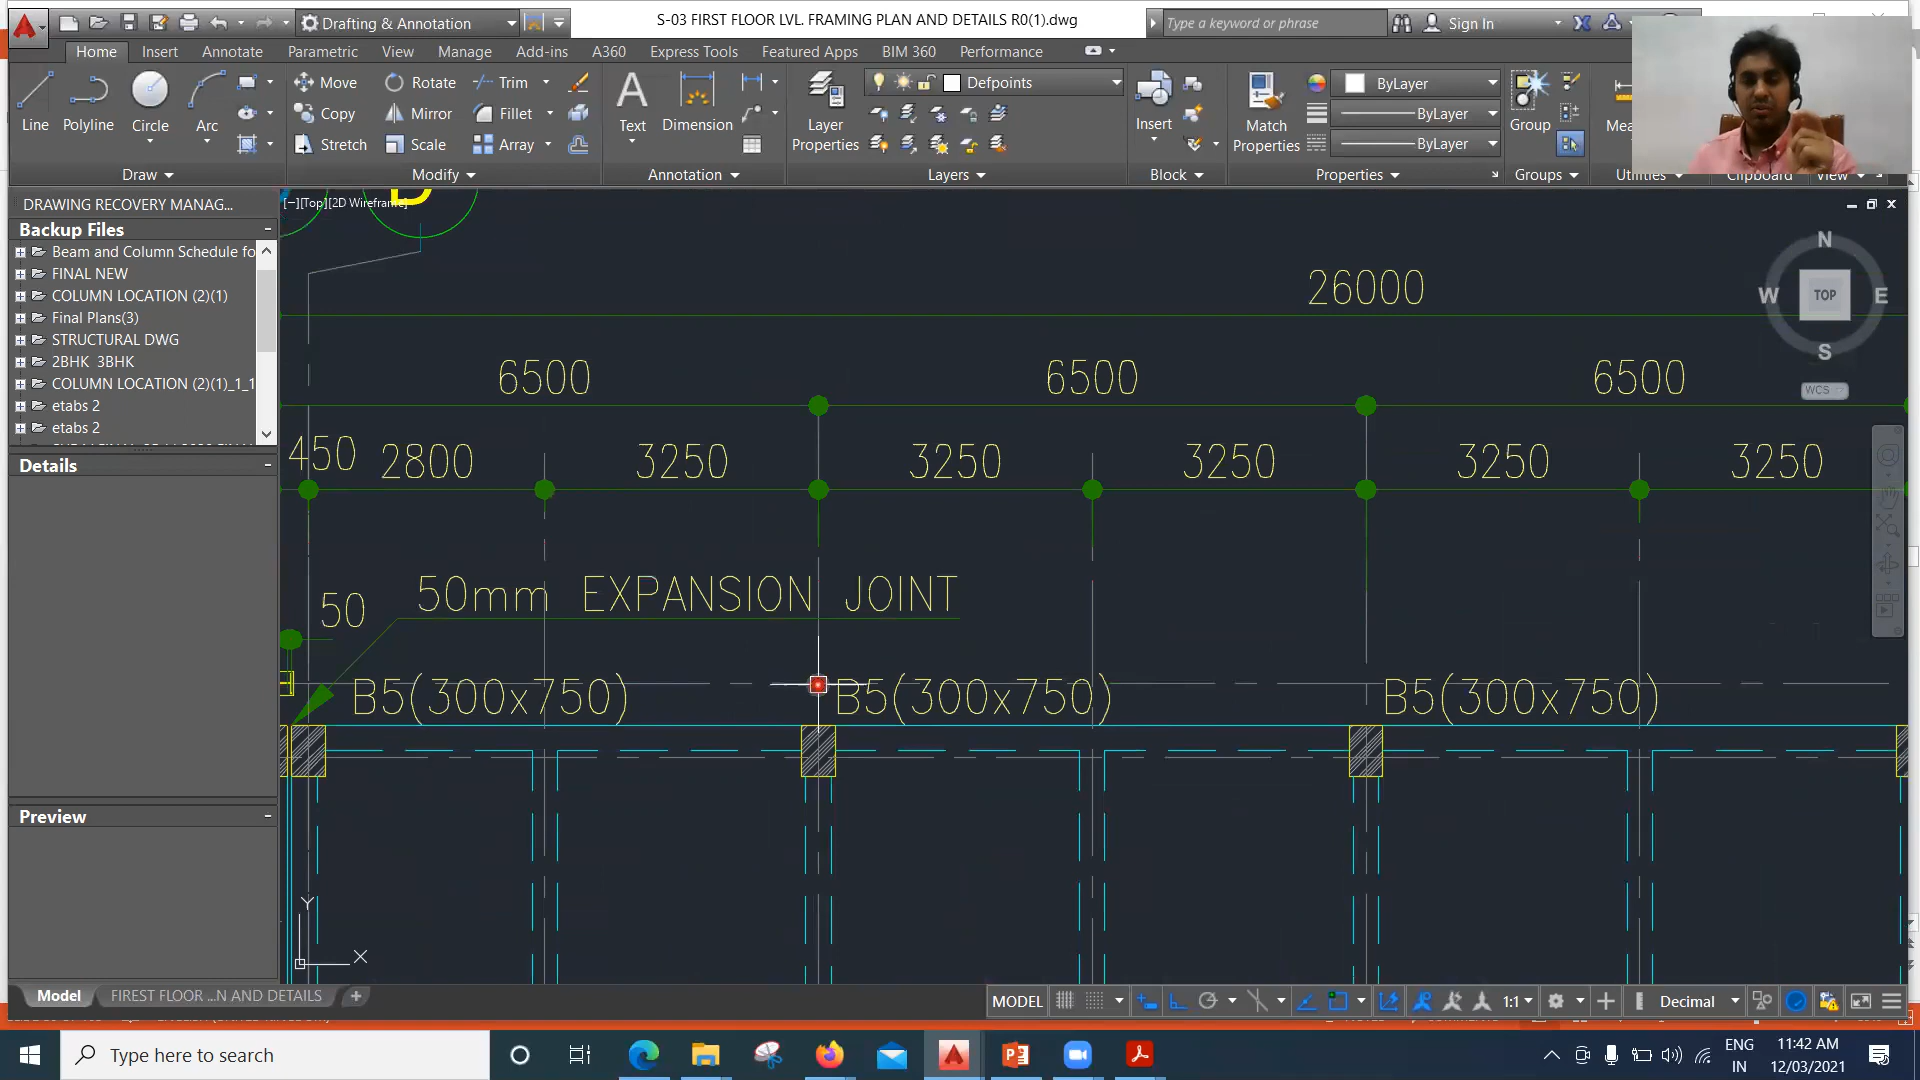 Drafting & Annotation
S-03 FIRST FLOOR LVL. FRAMING PLAN AND DETAILS R0(1).dwg
Type a keyword or phrase
Sign In
Home Insert Annotate Parametric View Manage Add-ins A360 Express Tools Featured Apps BIM 360 Performance
Line
Polyline
Circle
Arc
Draw
Move
Rotate
Trim
Copy
Mirror
Fillet
Stretch
Scale
Array
Modify
Text
Dimension
Annotation
Layer
Properties
Defpoints
Layers
Insert
Block
Match
Properties
ByLayer
ByLayer
ByLayer
Properties
Group
Groups
Mea
Utilities
Clipboard
View
DRAWING RECOVERY MANAG...
Backup Files
Beam and Column Schedule fo
FINAL NEW
COLUMN LOCATION (2)(1)
Final Plans(3)
STRUCTURAL DWG
2BHK 3BHK
COLUMN LOCATION (2)(1)_1_1
etabs 2
etabs 2
Details
Preview
[−][Top][2D Wireframe]
N
W TOP E
S
WCS
26000
6500 6500 6500
450 2800 3250 3250 3250 3250 3250
50mm EXPANSION JOINT
50
B5(300x750) B5(300x750) B5(300x750)
Y
X
Model FIREST FLOOR ...N AND DETAILS +
MODEL 1:1 Decimal
Type here to search
ENG
IN
11:42 AM
12/03/2021